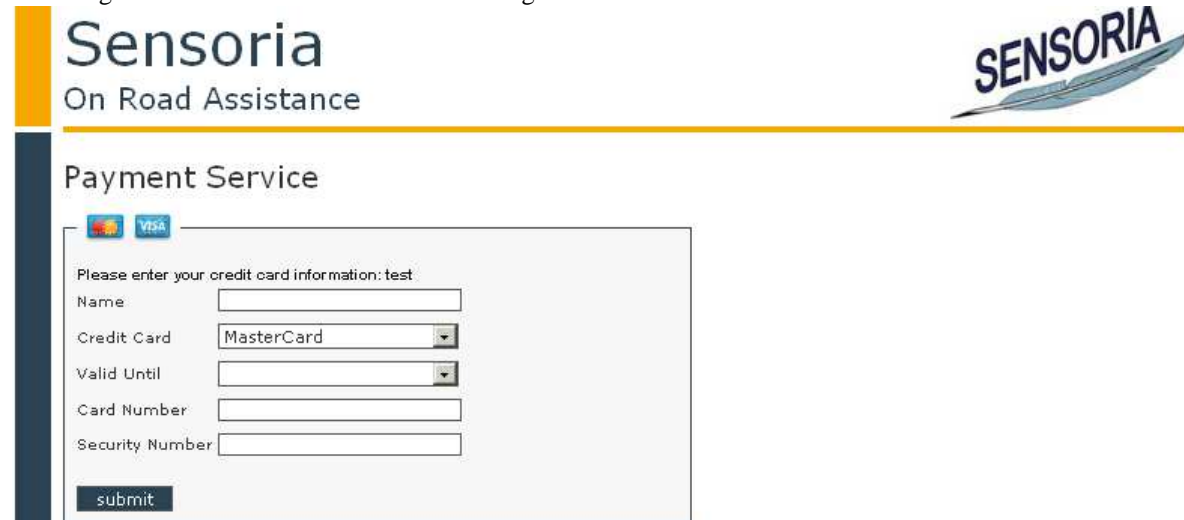 Sensoria
SENSORIA
On Road Assistance
Payment Service
VISA
Please enter your credit card information: test
Name
Credit Card MasterCard
Valid Until
Card Number
Security Number
submit